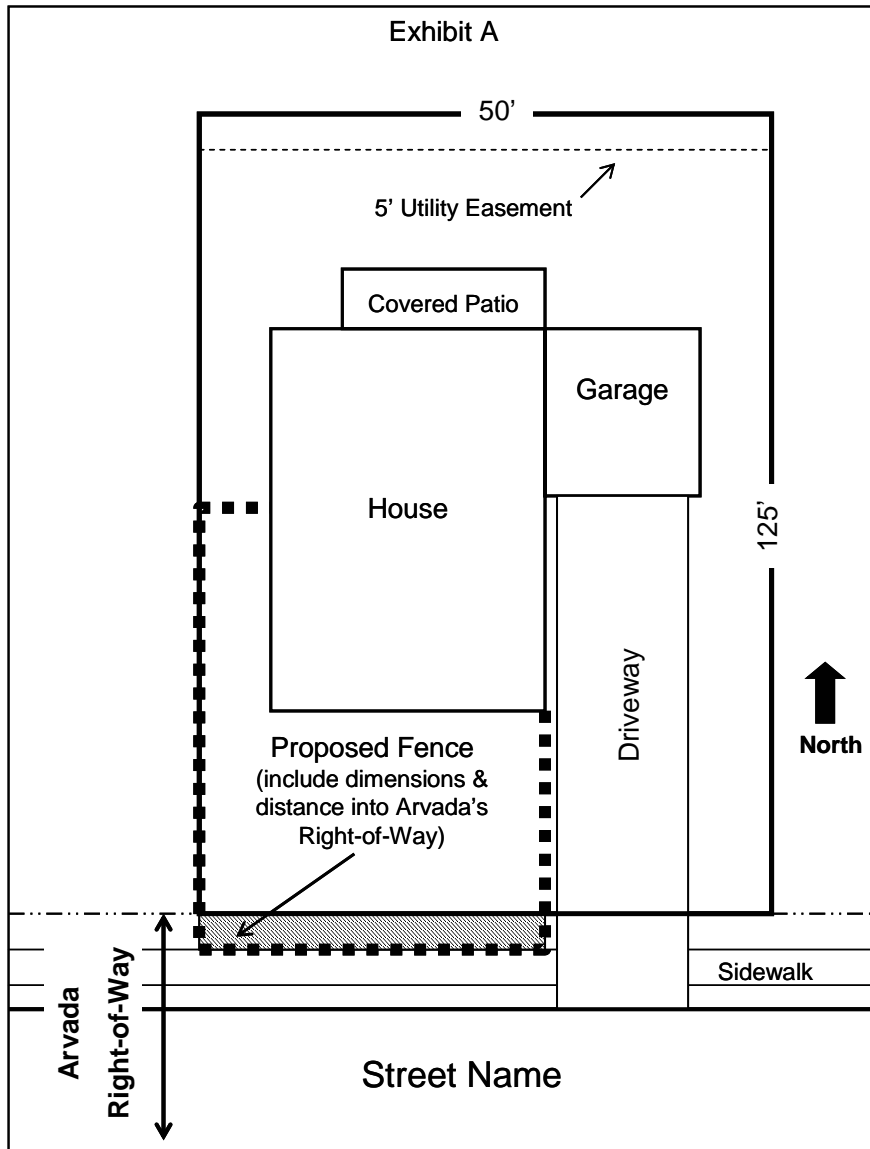 Exhibit A
50’
5’ Utility Easement
Covered Patio
Garage
House
125’
Driveway
North
Proposed Fence
(include dimensions &
distance into Arvada’s
Right-of-Way)
Arvada
Right-of-Way
Sidewalk
Street Name